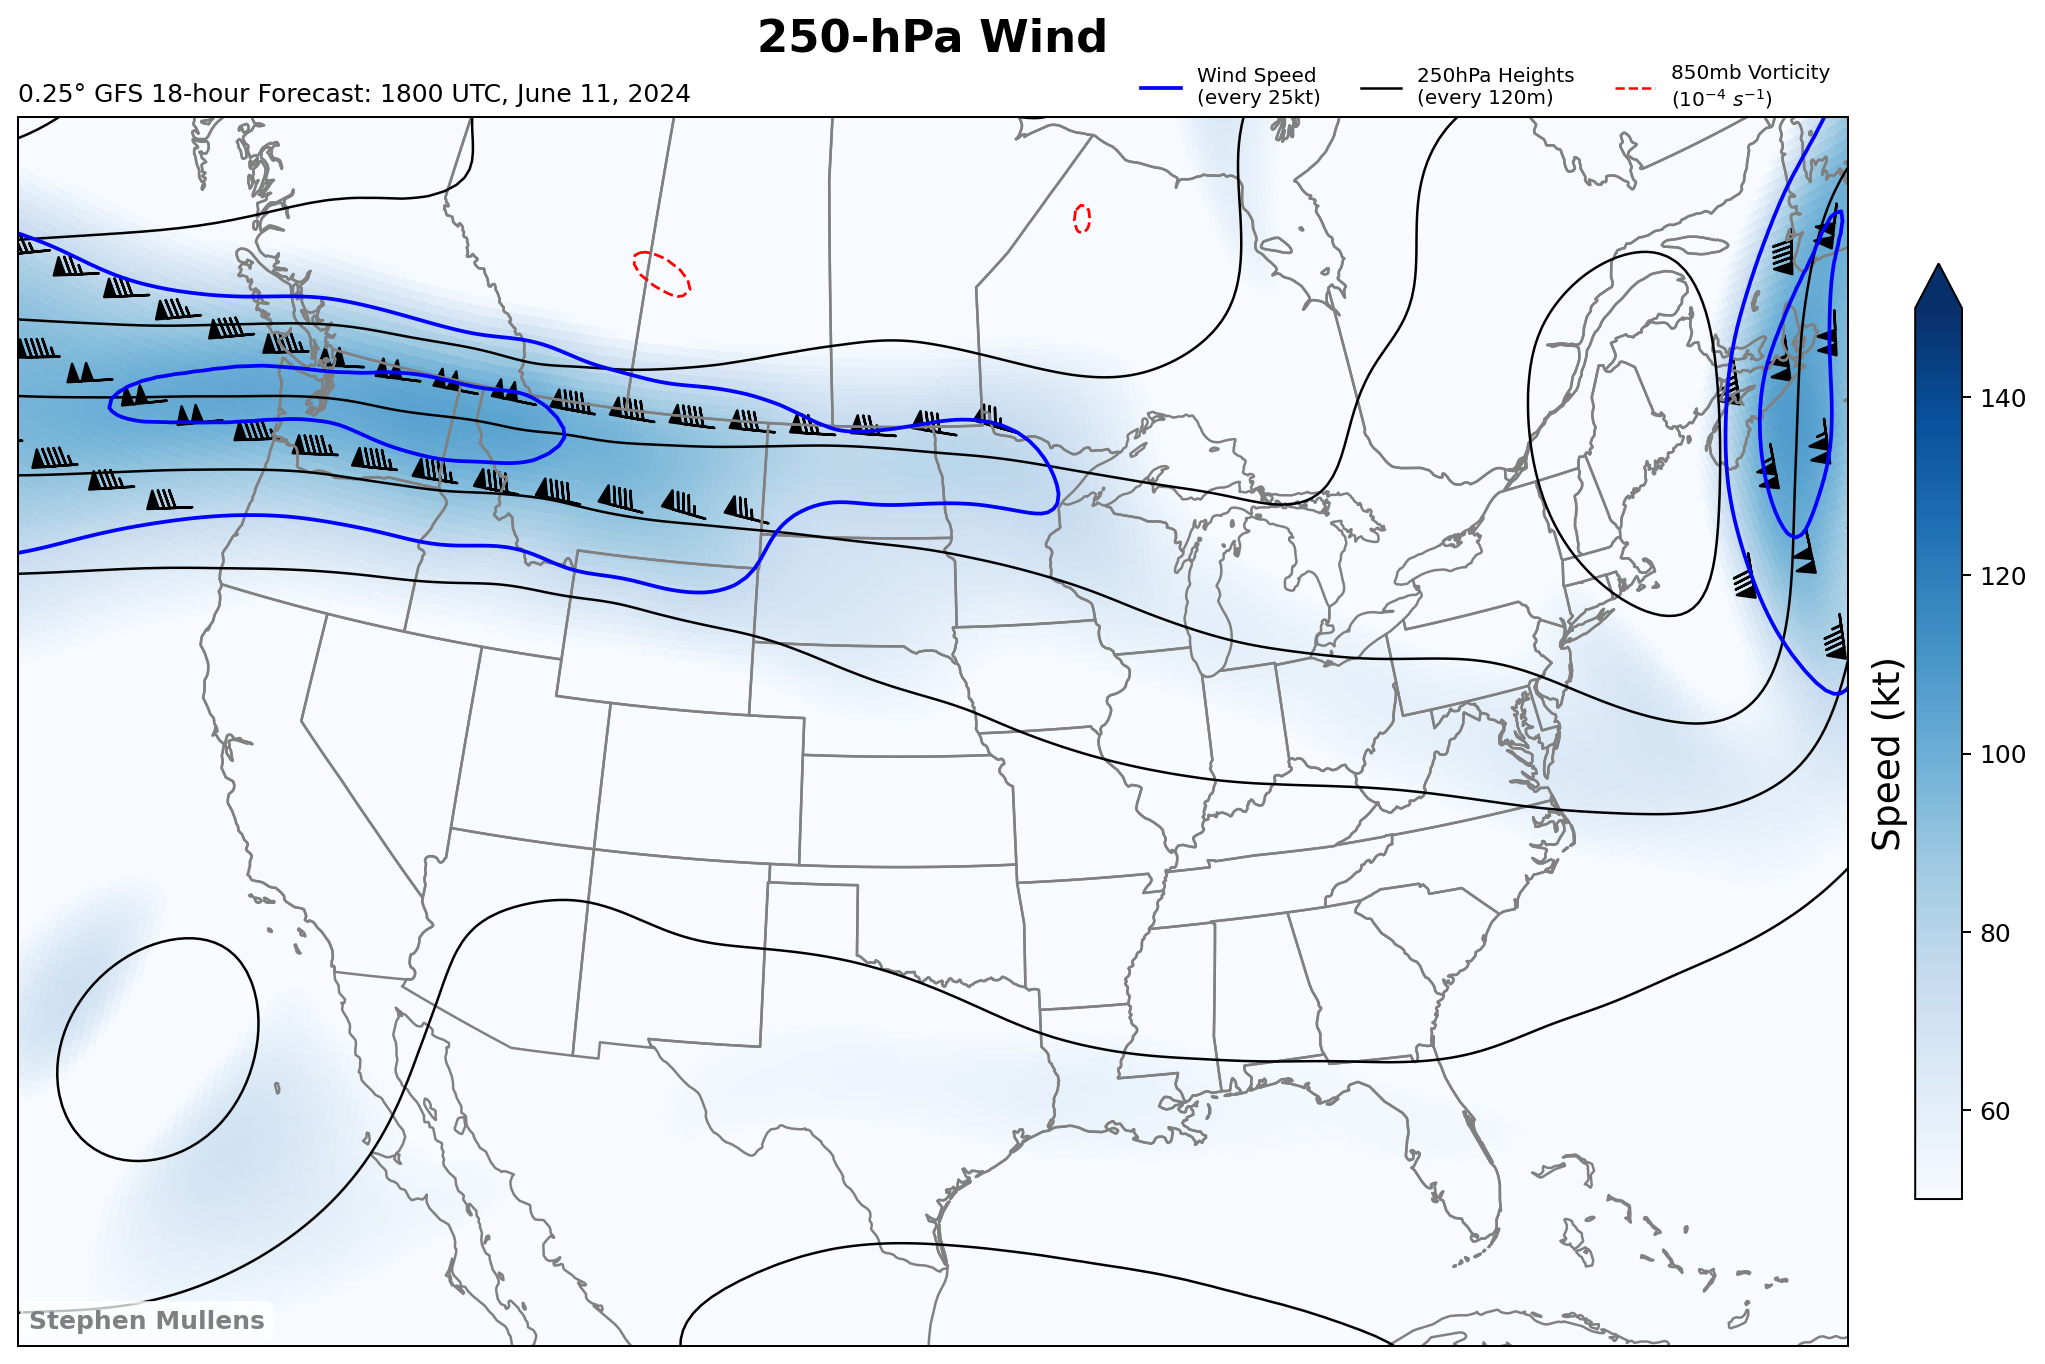 250-hPa Wind
0.25° GFS 18-hour Forecast: 1800 UTC, June 11, 2024
Wind Speed
(every 25kt)
250hPa Heights
(every 120m)
850mb Vorticity
(10⁻⁴ s⁻¹)
140
120
100
80
60
Speed (kt)
Stephen Mullens